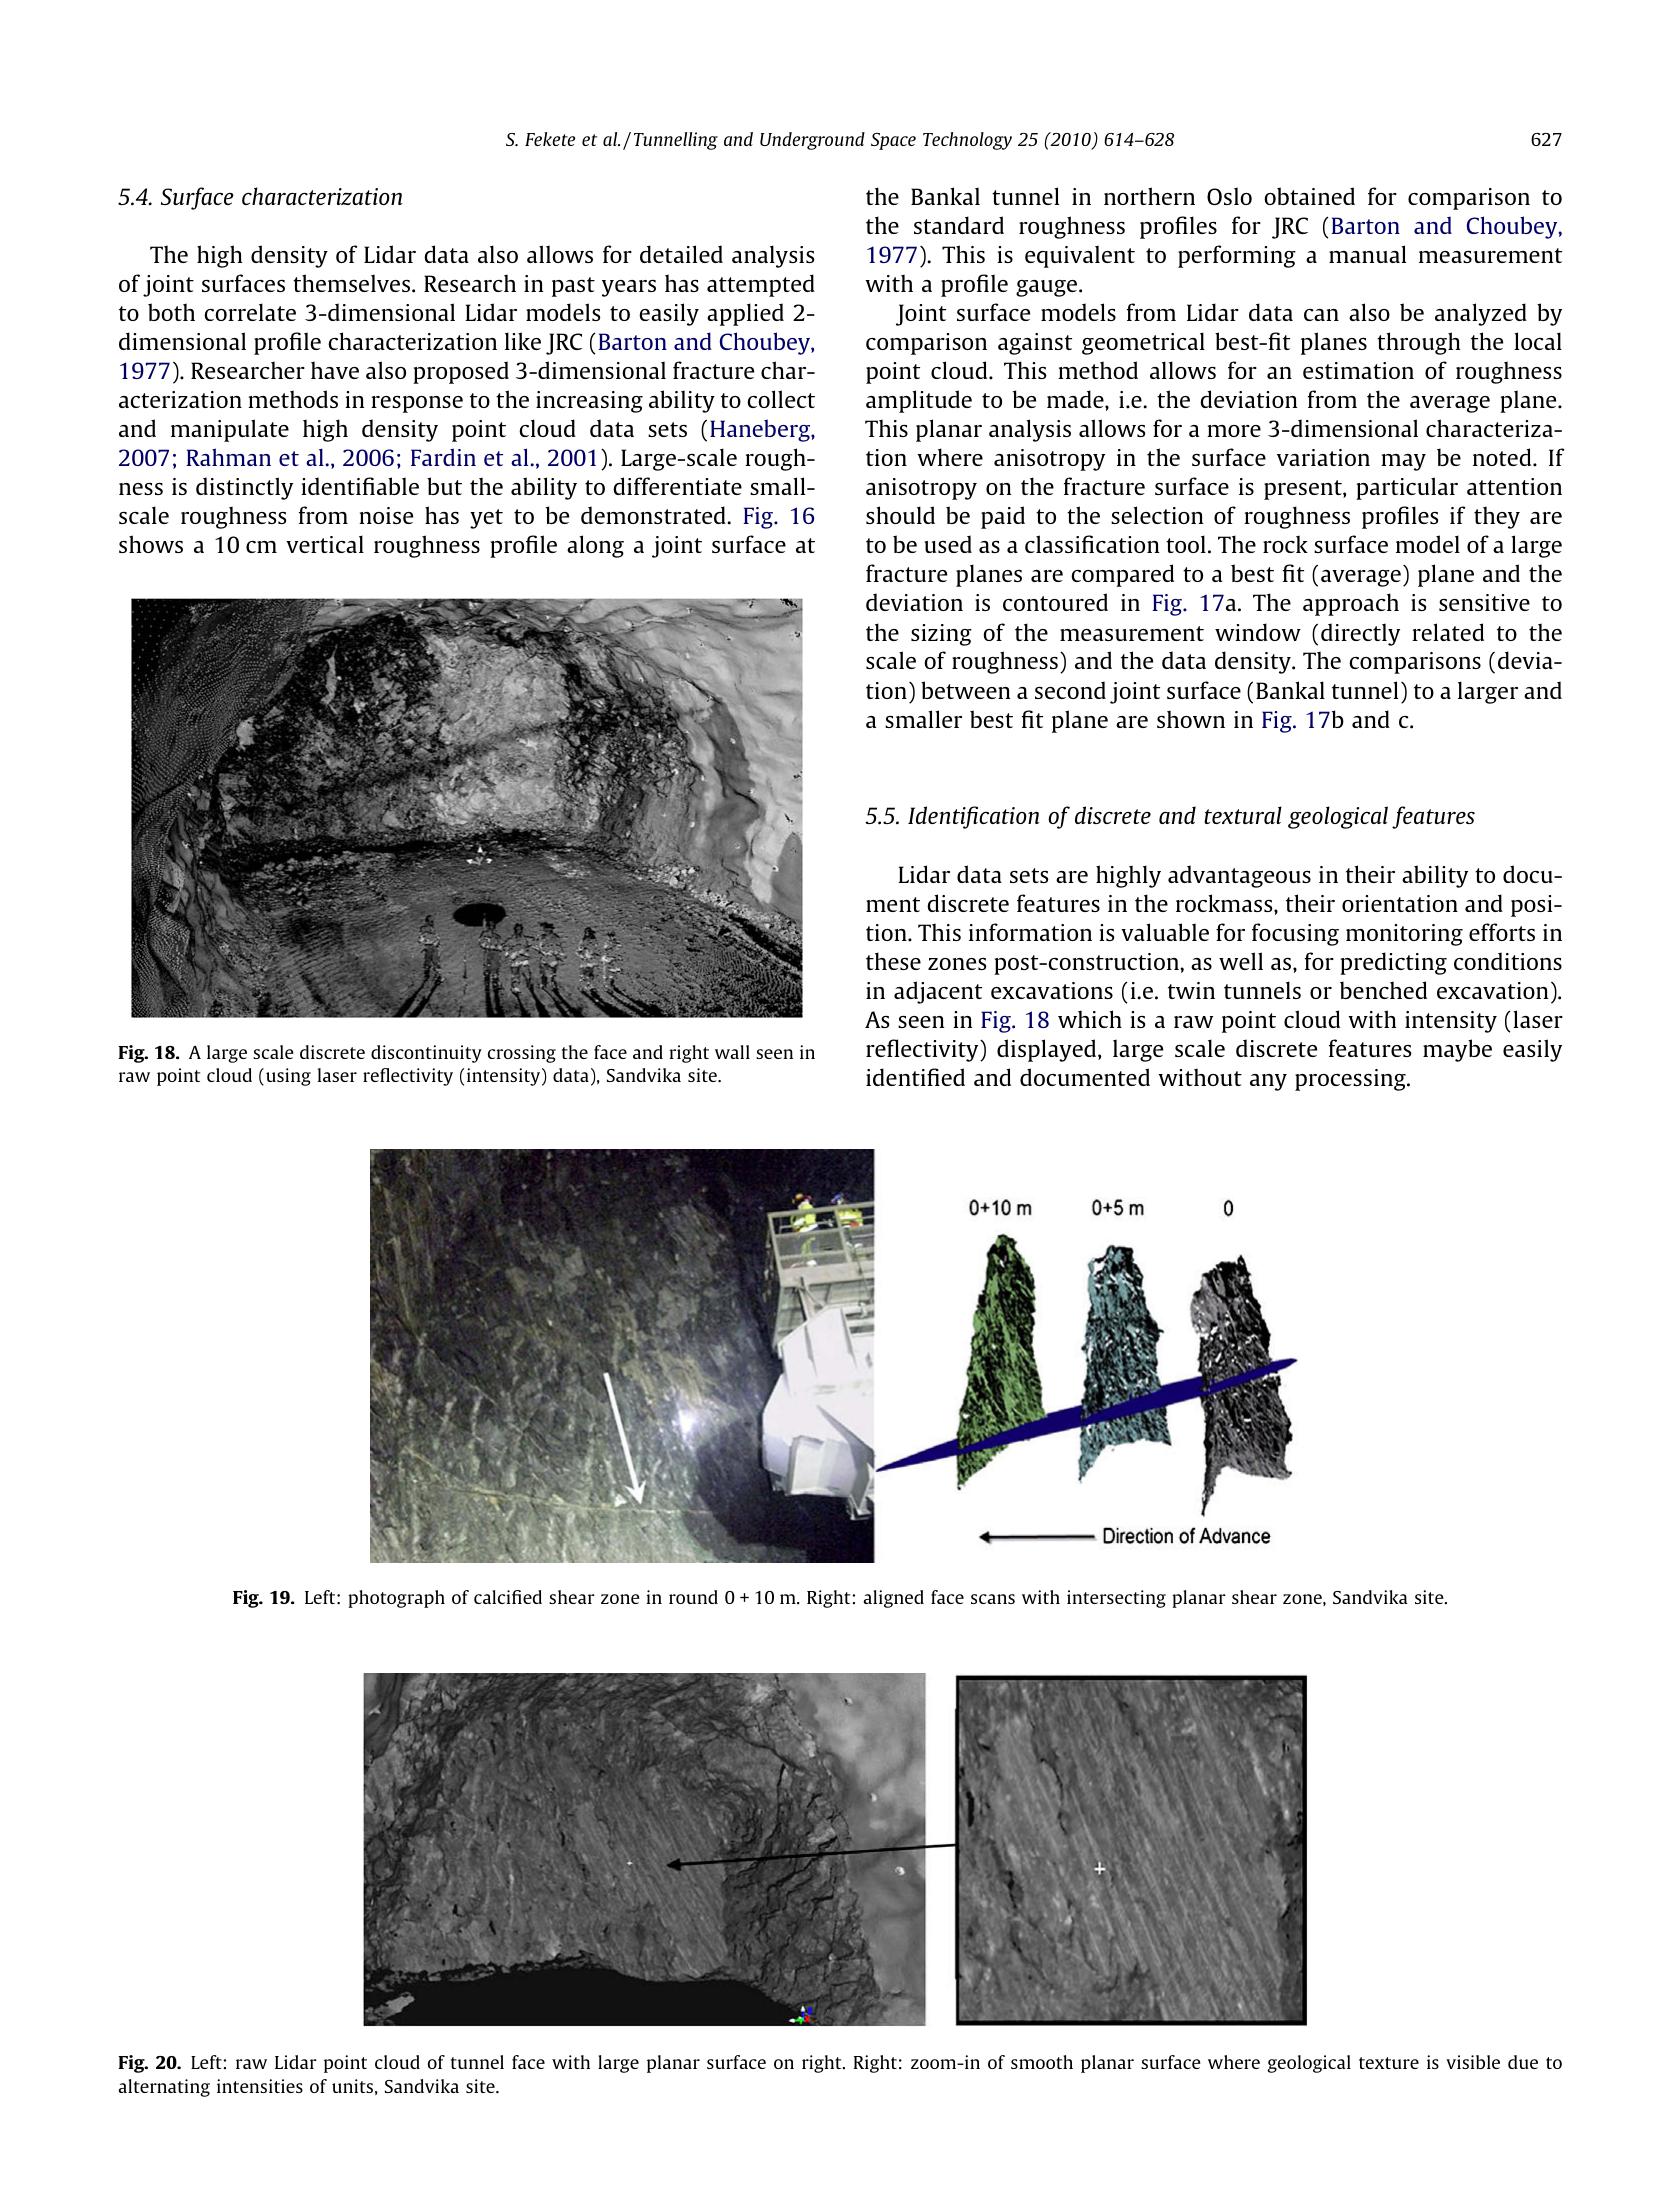 S. Fekete et al./Tunnelling and Underground Space Technology 25 (2010) 614–628
627
5.4. Surface characterization
The high density of Lidar data also allows for detailed analysis
of joint surfaces themselves. Research in past years has attempted
to both correlate 3-dimensional Lidar models to easily applied 2-
dimensional profile characterization like JRC (Barton and Choubey,
1977). Researcher have also proposed 3-dimensional fracture char-
acterization methods in response to the increasing ability to collect
and manipulate high density point cloud data sets (Haneberg,
2007; Rahman et al., 2006; Fardin et al., 2001). Large-scale rough-
ness is distinctly identifiable but the ability to differentiate small-
scale roughness from noise has yet to be demonstrated. Fig. 16
shows a 10 cm vertical roughness profile along a joint surface at
Fig. 18. A large scale discrete discontinuity crossing the face and right wall seen in
raw point cloud (using laser reflectivity (intensity) data), Sandvika site.
the Bankal tunnel in northern Oslo obtained for comparison to
the standard roughness profiles for JRC (Barton and Choubey,
1977). This is equivalent to performing a manual measurement
with a profile gauge.
Joint surface models from Lidar data can also be analyzed by
comparison against geometrical best-fit planes through the local
point cloud. This method allows for an estimation of roughness
amplitude to be made, i.e. the deviation from the average plane.
This planar analysis allows for a more 3-dimensional characteriza-
tion where anisotropy in the surface variation may be noted. If
anisotropy on the fracture surface is present, particular attention
should be paid to the selection of roughness profiles if they are
to be used as a classification tool. The rock surface model of a large
fracture planes are compared to a best fit (average) plane and the
deviation is contoured in Fig. 17a. The approach is sensitive to
the sizing of the measurement window (directly related to the
scale of roughness) and the data density. The comparisons (devia-
tion) between a second joint surface (Bankal tunnel) to a larger and
a smaller best fit plane are shown in Fig. 17b and c.
5.5. Identification of discrete and textural geological features
Lidar data sets are highly advantageous in their ability to docu-
ment discrete features in the rockmass, their orientation and posi-
tion. This information is valuable for focusing monitoring efforts in
these zones post-construction, as well as, for predicting conditions
in adjacent excavations (i.e. twin tunnels or benched excavation).
As seen in Fig. 18 which is a raw point cloud with intensity (laser
reflectivity) displayed, large scale discrete features maybe easily
identified and documented without any processing.
0+10 m 0+5 m 0
Direction of Advance
Fig. 19. Left: photograph of calcified shear zone in round 0 + 10 m. Right: aligned face scans with intersecting planar shear zone, Sandvika site.
Fig. 20. Left: raw Lidar point cloud of tunnel face with large planar surface on right. Right: zoom-in of smooth planar surface where geological texture is visible due to
alternating intensities of units, Sandvika site.